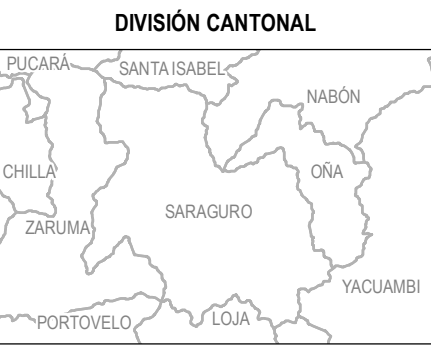 DIVISIÓN CANTONAL
PUCARÁ
SANTA ISABEL
NABÓN
CHILLA
OÑA
SARAGURO
ZARUMA
YACUAMBI
PORTOVELO
LOJA